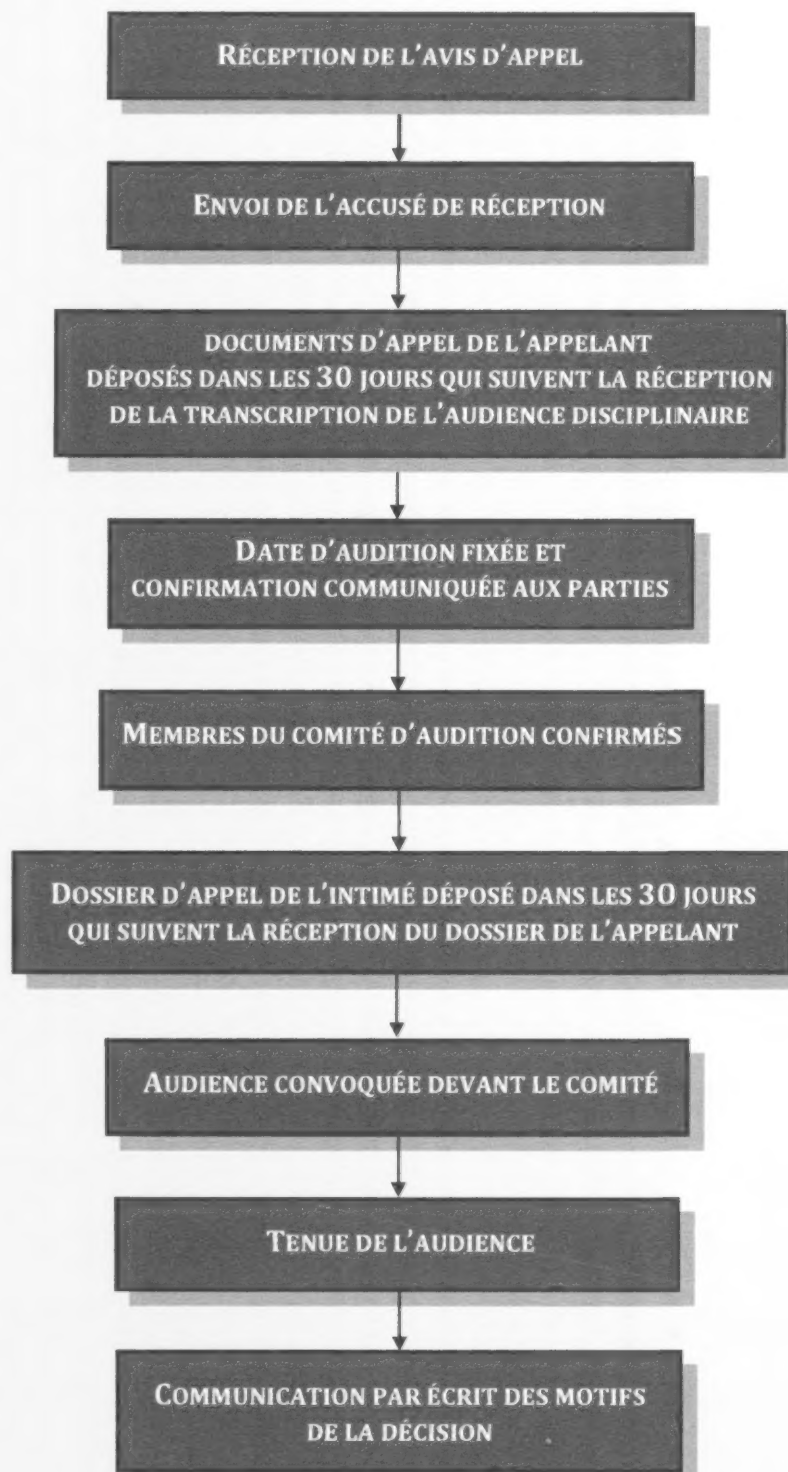 RÉCEPTION DE L'AVIS D'APPEL
ENVOI DE L'ACCUSÉ DE RÉCEPTION
DOCUMENTS D'APPEL DE L'APPELANT
DÉPOSÉS DANS LES 30 JOURS QUI SUIVENT LA RÉCEPTION
DE LA TRANSCRIPTION DE L'AUDIENCE DISCIPLINAIRE
DATE D'AUDITION FIXÉE ET
CONFIRMATION COMMUNIQUÉE AUX PARTIES
MEMBRES DU COMITÉ D'AUDITION CONFIRMÉS
DOSSIER D'APPEL DE L'INTIMÉ DÉPOSÉ DANS LES 30 JOURS
QUI SUIVENT LA RÉCEPTION DU DOSSIER DE L'APPELANT
AUDIENCE CONVOQUÉE DEVANT LE COMITÉ
TENUE DE L'AUDIENCE
COMMUNICATION PAR ÉCRIT DES MOTIFS
DE LA DÉCISION